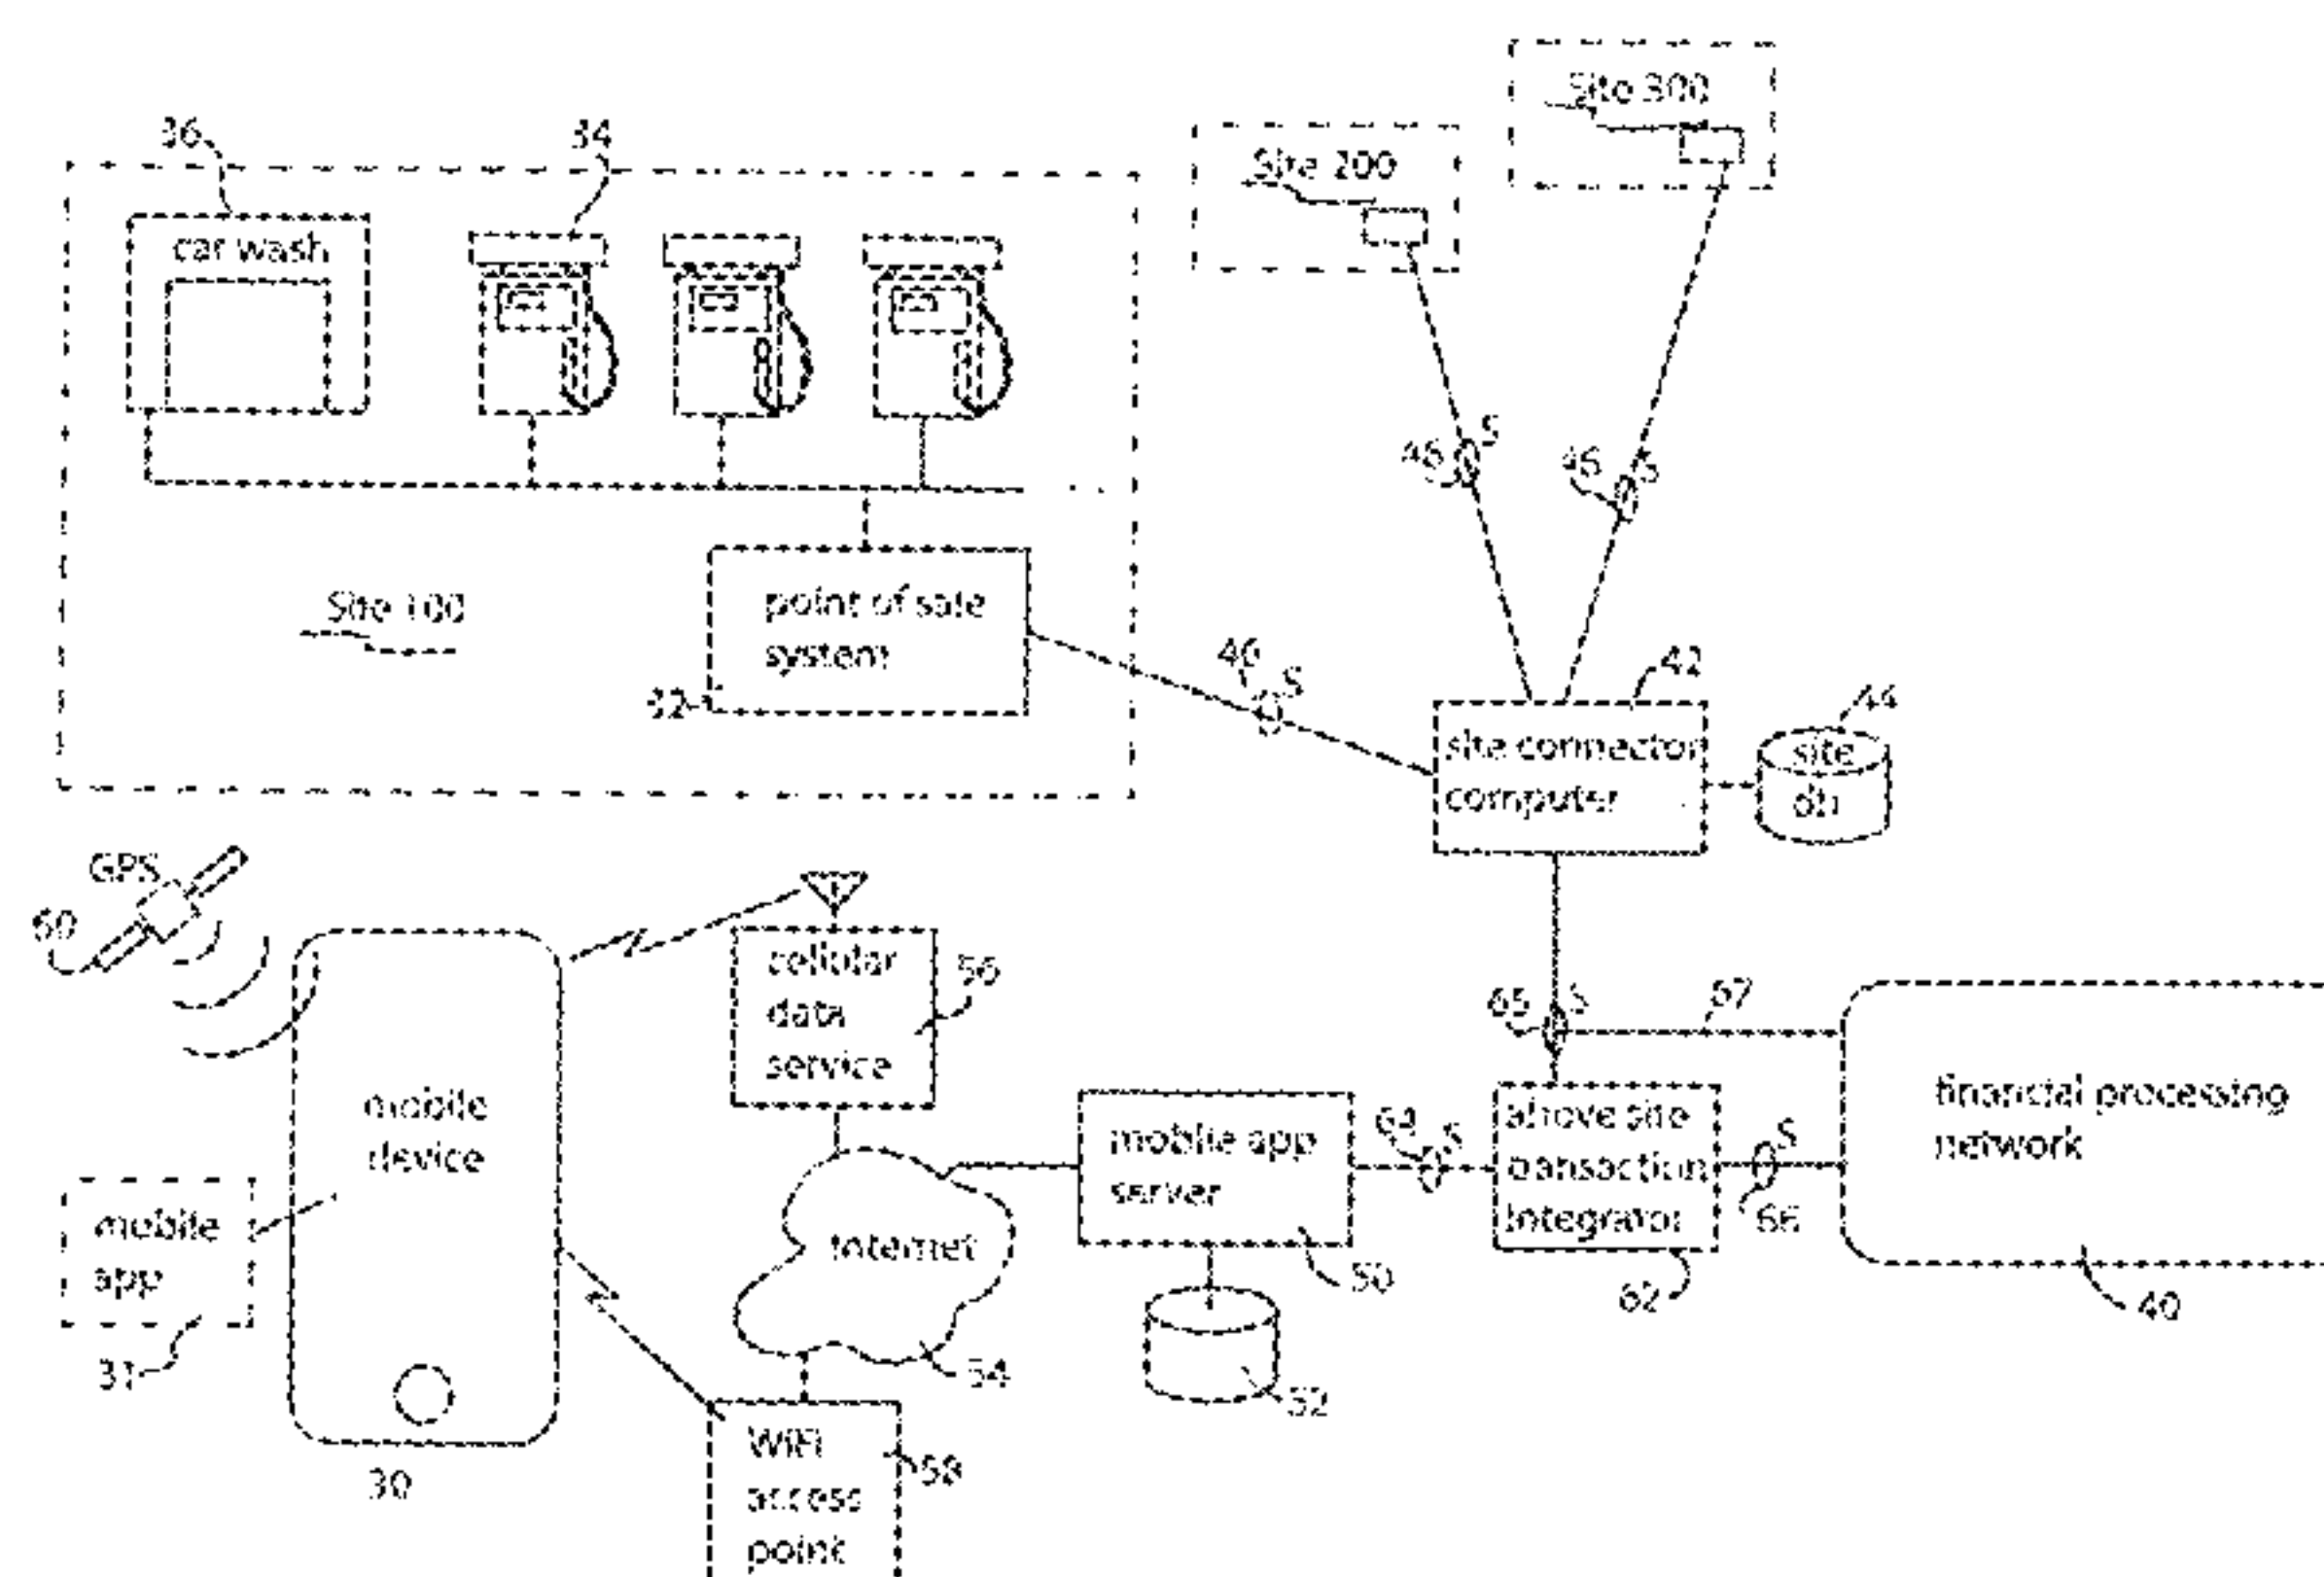 Site 300
36
34
Site 200
car wash
46
S
46
S
Site 100
point of sale
system
32
46
S
42
44
site connector
computer
site
db
GPS
60
cellular
data
service
56
65
S
67
mobile
device
financial processing
network
mobile app
server
64
S
above site
transaction
integrator
S
66
mobile
app
Internet
50
62
40
31
54
52
30
WiFi
access
point
58